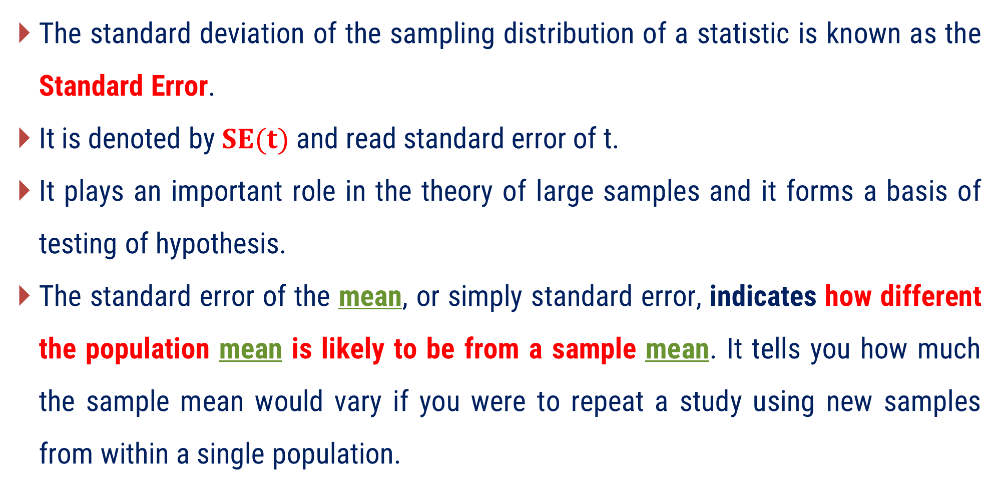 The standard deviation of the sampling distribution of a statistic is known as the
Standard Error.
It is denoted by SE(t) and read standard error of t.
It plays an important role in the theory of large samples and it forms a basis of
testing of hypothesis.
The standard error of the mean, or simply standard error, indicates how different
the population mean is likely to be from a sample mean. It tells you how much
the sample mean would vary if you were to repeat a study using new samples
from within a single population.